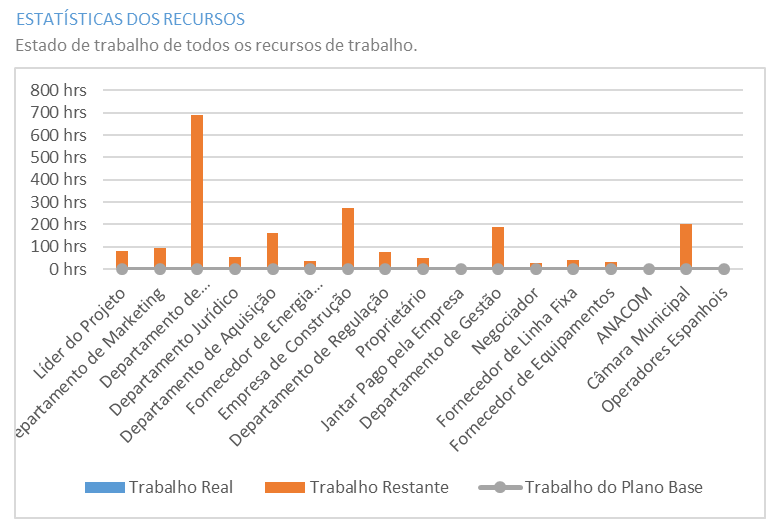 ESTATÍSTICAS DOS RECURSOS
Estado de trabalho de todos os recursos de trabalho.
800 hrs
700 hrs
600 hrs
500 hrs
400 hrs
300 hrs
200 hrs
100 hrs
0 hrs
Líder do Projeto
epartamento de Marketing
Departamento de...
Departamento Jurídico
Departamento de Aquisição
Fornecedor de Energia...
Empresa de Construção
Departamento de Regulação
Proprietário
Jantar Pago pela Empresa
Departamento de Gestão
Negociador
Fornecedor de Linha Fixa
Fornecedor de Equipamentos
ANACOM
Câmara Municipal
Operadores Espanhois
Trabalho Real
Trabalho Restante
Trabalho do Plano Base